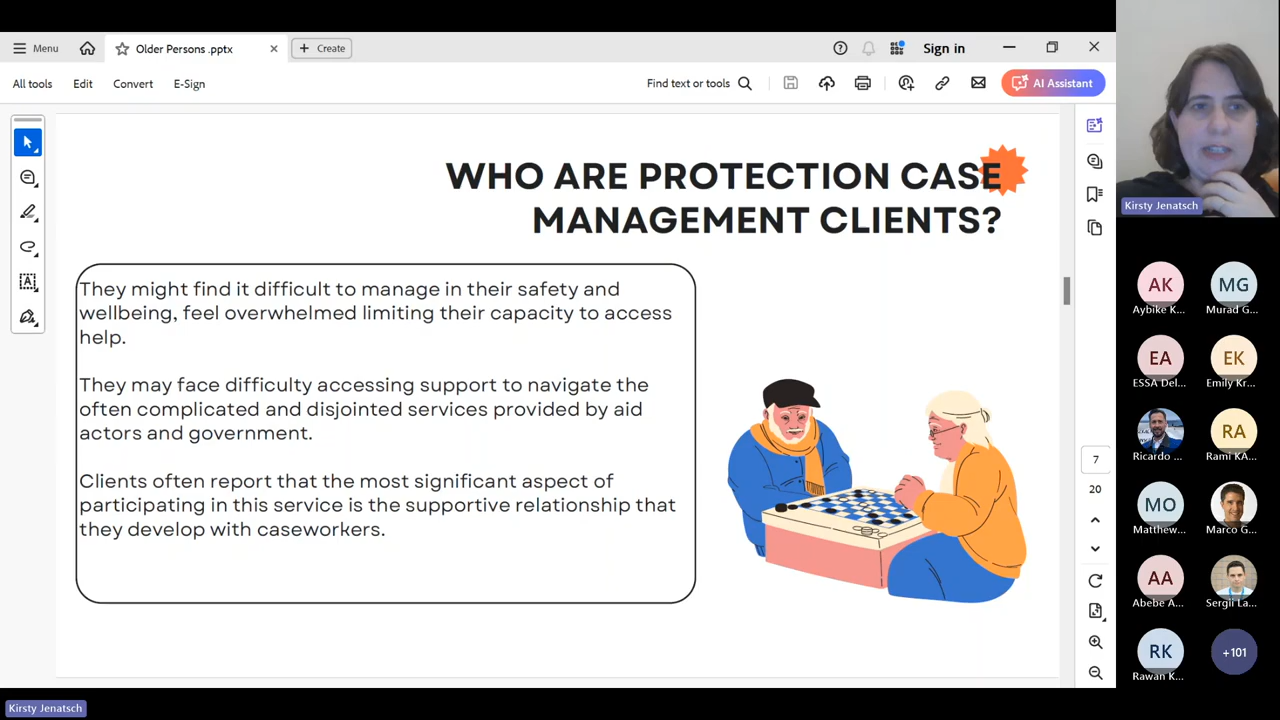 Menu
Older Persons .pptx
Create
Sign in
All tools
Edit
Convert
E-Sign
Find text or tools
AI Assistant
WHO ARE PROTECTION CASE
MANAGEMENT CLIENTS?
They might find it difficult to manage in their safety and
wellbeing, feel overwhelmed limiting their capacity to access
help.
They may face difficulty accessing support to navigate the
often complicated and disjointed services provided by aid
actors and government.
Clients often report that the most significant aspect of
participating in this service is the supportive relationship that
they develop with caseworkers.
7
20
Kirsty Jenatsch
AK
Aybike K...
MG
Murad G...
EA
ESSA Del...
EK
Emily Kr...
Ricardo ...
RA
Rami KA...
MO
Matthew...
Marco G...
AA
Abebe A...
Sergii La...
RK
Rawan K...
+101
Kirsty Jenatsch